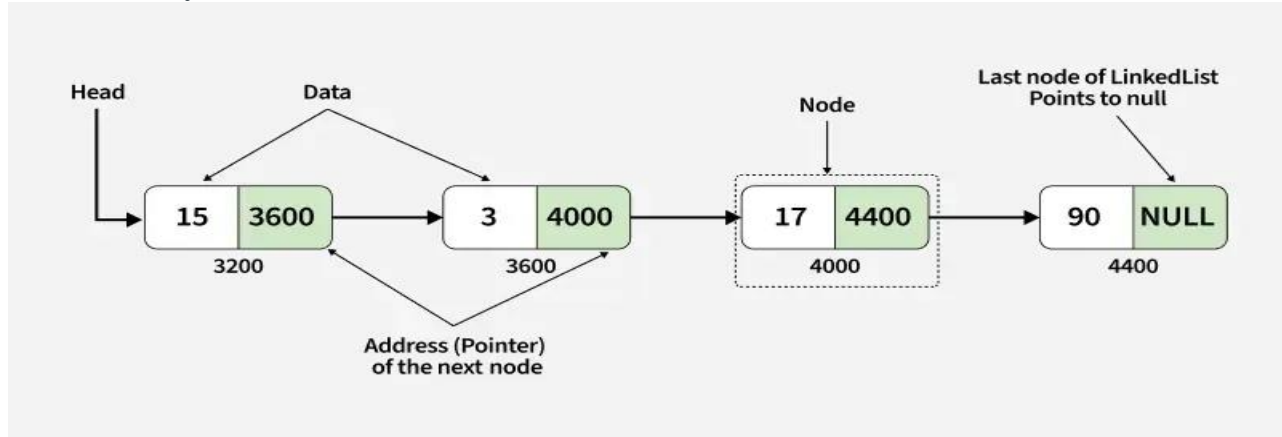 Head
Data
Node
Last node of LinkedList
Points to null
15 3600
3 4000
17 4400
90 NULL
3200
3600
4000
4400
Address (Pointer)
of the next node